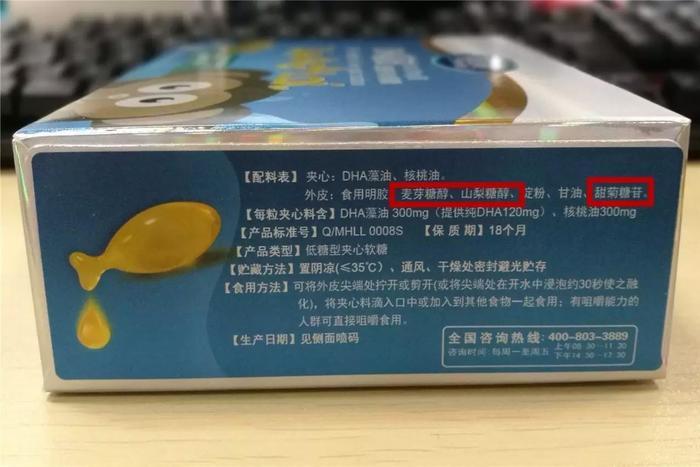 【配料表】夹心：DHA藻油、核桃油。
外皮：食用明胶、麦芽糖醇、山梨糖醇、淀粉、甘油、甜菊糖苷。
【每粒夹心料含】DHA藻油 300mg（提供纯DHA120mg）、核桃油300mg
【产品标准号】Q/MHLL 0008S 【保 质 期】18个月
【产品类型】低糖型夹心软糖
【贮藏方法】置阴凉(≤35℃）、通风、干燥处密封避光贮存
【食用方法】可将外皮尖端处拧开或剪开(或将尖端处在开水中浸泡约30秒使之融
化)，将夹心料滴入口中或加入到其他食物一起食用；有咀嚼能力的
人群可直接咀嚼食用。
【生产日期】见侧面喷码
全国咨询热线：400-803-3889
咨询时间：每周一至周五
上午08:30-11:30
下午14:30-17:30